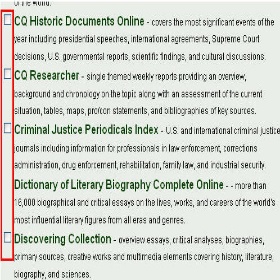 of the world.
CQ Historic Documents Online - covers the most significant events of the
year including presidential speeches, international agreements, Supreme Court
decisions, U.S. governmental reports, scientific findings, and cultural discussions.
CQ Researcher - single themed weekly reports providing an overview,
background and chronology on the topic along with an assessment of the current
situation, tables, maps, pro/con statements, and bibliographies of key sources.
Criminal Justice Periodicals Index - U.S. and international criminal justice
journals including information for professionals in law enforcement, corrections
administration, drug enforcement, rehabilitation, family law, and industrial security.
Dictionary of Literary Biography Complete Online - - more than
16,000 biographical and critical essays on the lives, works, and careers of the world's
most influential literary figures from all eras and genres.
Discovering Collection - overview essays, critical analyses, biographies,
primary sources, creative works and multimedia elements covering history, literature
biography, and sciences.